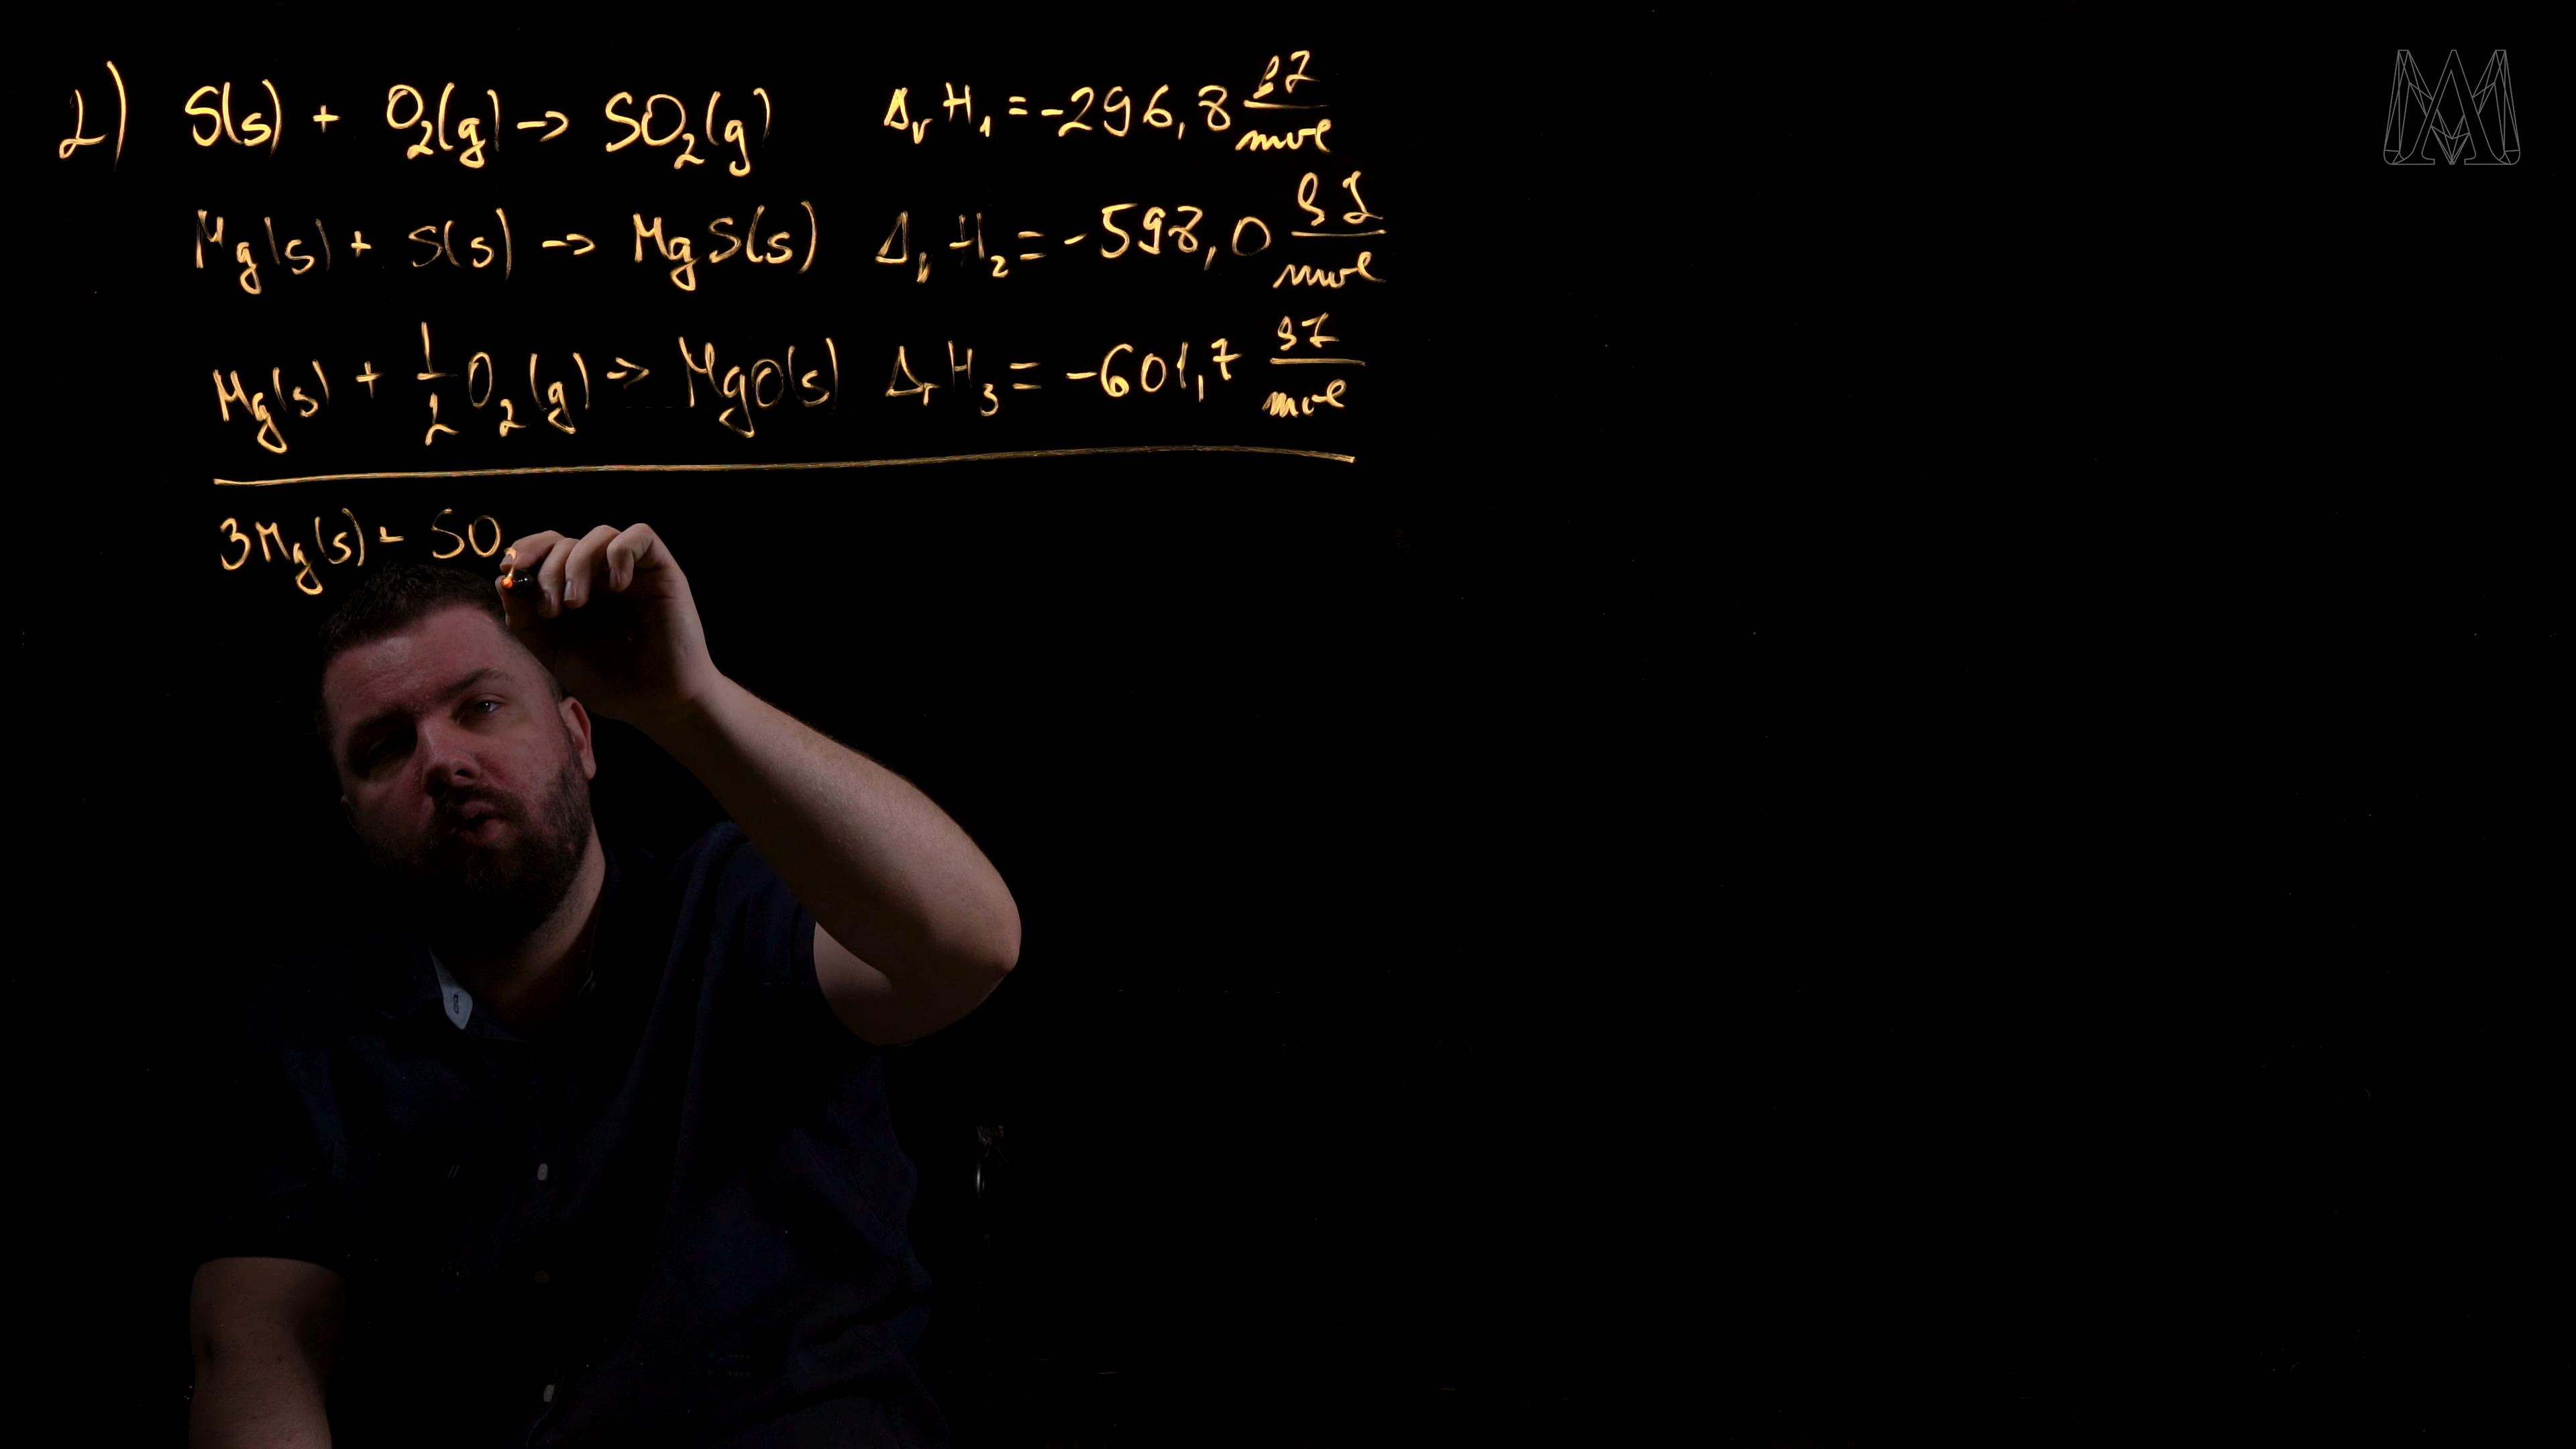 2) S(s) + O₂(g) → SO₂(g) ΔᵣH₁ = -296,8 kJ/mol
Mg(s) + S(s) → MgS(s) ΔᵣH₂ = -598,0 kJ/mol
Mg(s) + 1/2 O₂(g) → MgO(s) ΔᵣH₃ = -601,7 kJ/mol
3Mg(s) + SO